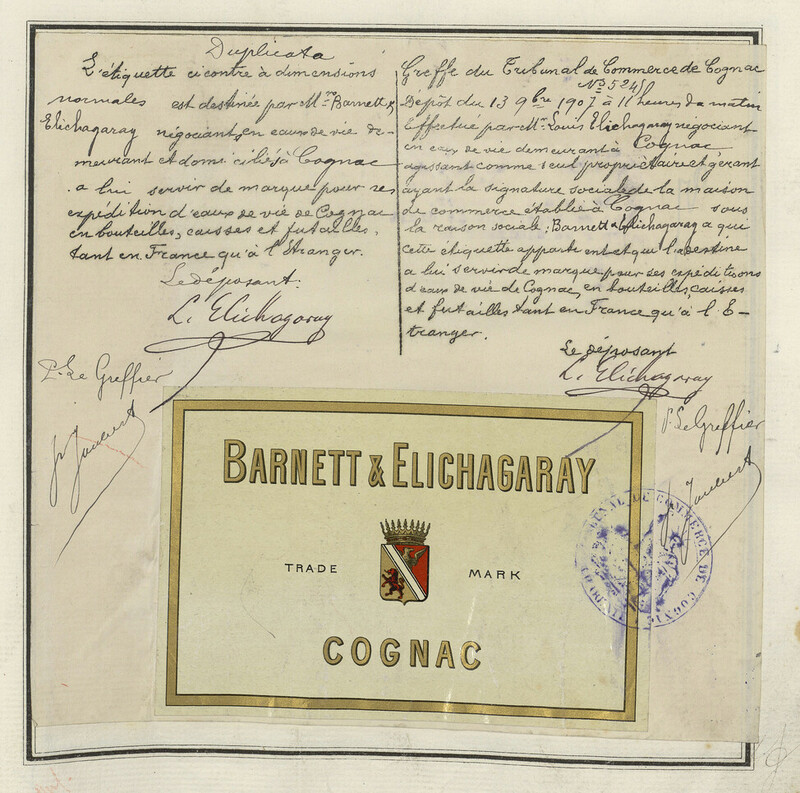 Duplicata
L'étiquette ci contre à dimensions
normales est destinée par Mrs Barnett &
Elichagaray négociant, en eaux de vie de-
meurant et domiciliés à Cognac
a lui servir de marque pour ses
expédition d'eaux de vie de Cognac
en bouteilles, caisses et futailles,
tant en France qu'à l'Etranger.
Le déposant:
L. Elichagaray
P. Le Greffier
Greffe du Tribunal de Commerce de Cognac
No 524
Dépôt du 13 9bre 1907 à 11 heures du matin
Effectué par Mr Louis Elichagaray négociant
en eaux de vie demeurant à Cognac
agissant comme seul propriétaire et gérant
ayant la signature sociale de la maison
de commerce établie à Cognac sous
la raison sociale: Barnett & Elichagaray a qui
cette étiquette appartient et qui la destine
a lui servir de marque pour ses expéditions
d'eaux de vie de Cognac, en bouteilles, caisses
et futailles tant en France qu'à l'E-
tranger.
Le déposant
L. Elichagaray
P. Le Greffier
BARNETT & ELICHAGARAY
TRADE MARK
COGNAC
TRIBUNAL DE COMMERCE DE COGNAC